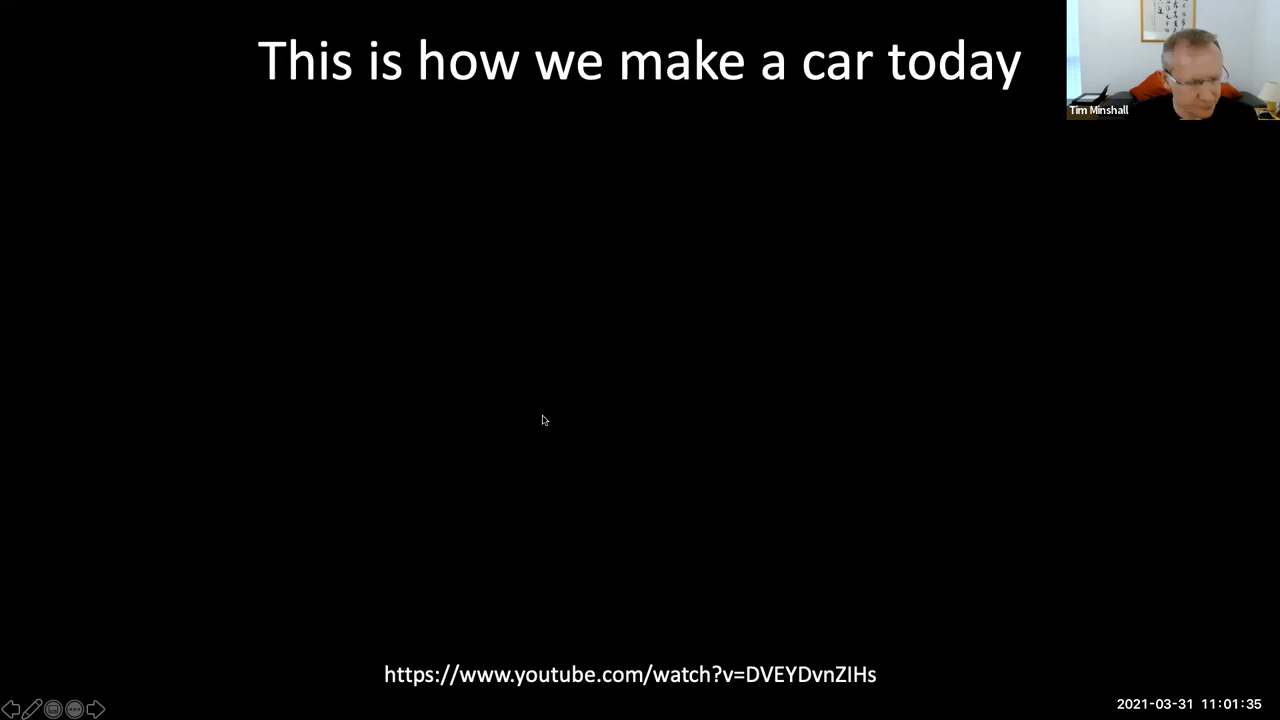 This is how we make a car today
Tim Minshall
https://www.youtube.com/watch?v=DVEYDvnZIHs
2021-03-31 11:01:35